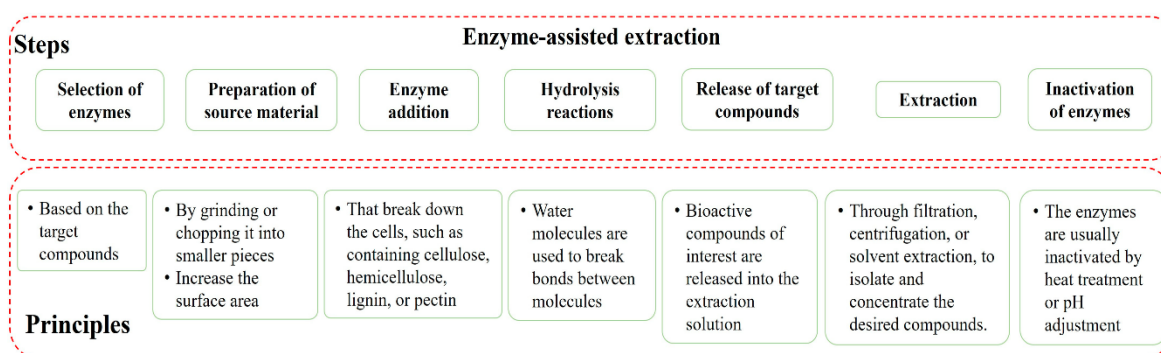 Enzyme-assisted extraction
Steps
Selection of
enzymes
Preparation of
source material
Enzyme
addition
Hydrolysis
reactions
Release of target
compounds
Extraction
Inactivation
of enzymes
• Based on the
target
compounds
• By grinding or
chopping it into
smaller pieces
• Increase the
surface area
• That break down
the cells, such as
containing cellulose,
hemicellulose,
lignin, or pectin
• Water
molecules are
used to break
bonds between
molecules
• Bioactive
compounds of
interest are
released into the
extraction
solution
• Through filtration,
centrifugation, or
solvent extraction, to
isolate and
concentrate the
desired compounds.
• The enzymes
are usually
inactivated by
heat treatment
or pH
adjustment
Principles